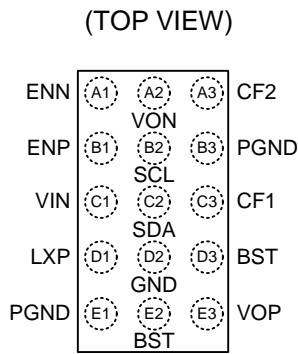 (TOP VIEW)
ENN A1 A2 A3 CF2
VON
ENP B1 B2 B3 PGND
SCL
VIN C1 C2 C3 CF1
SDA
LXP D1 D2 D3 BST
GND
PGND E1 E2 E3 VOP
BST